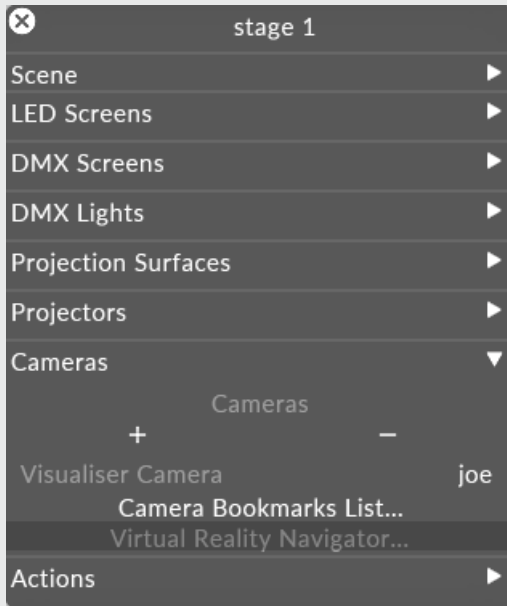 stage 1
Scene
LED Screens
DMX Screens
DMX Lights
Projection Surfaces
Projectors
Cameras
Cameras
+ −
Visualiser Camera joe
Camera Bookmarks List...
Virtual Reality Navigator...
Actions